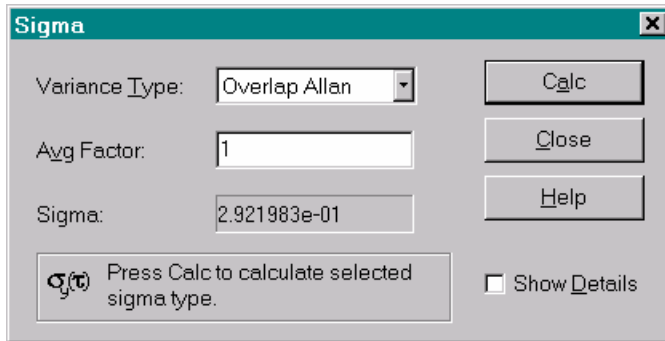 Sigma
Variance Type: Overlap Allan
Calc
Avg Factor: 1
Close
Sigma: 2.921983e-01
Help
σy(τ) Press Calc to calculate selected
sigma type.
Show Details